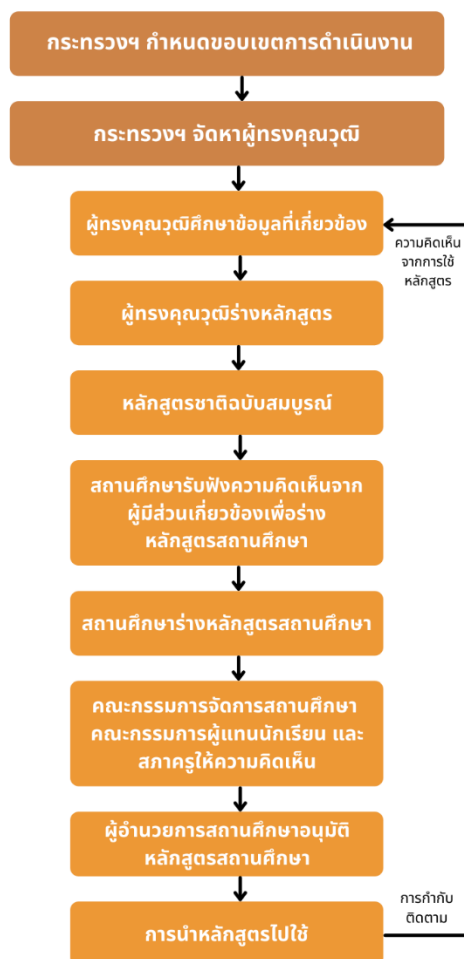 กระทรวงฯ กำหนดขอบเขตการดำเนินงาน
กระทรวงฯ จัดหาผู้ทรงคุณวุฒิ
ผู้ทรงคุณวุฒิศึกษาข้อมูลที่เกี่ยวข้อง
ความคิดเห็น
จากการใช้
หลักสูตร
ผู้ทรงคุณวุฒิร่างหลักสูตร
หลักสูตรชาติฉบับสมบูรณ์
สถานศึกษารับฟังความคิดเห็นจาก
ผู้มีส่วนเกี่ยวข้องเพื่อร่าง
หลักสูตรสถานศึกษา
สถานศึกษาร่างหลักสูตรสถานศึกษา
คณะกรรมการจัดการสถานศึกษา
คณะกรรมการผู้แทนนักเรียน และ
สภาครูให้ความคิดเห็น
ผู้อำนวยการสถานศึกษาอนุมัติ
หลักสูตรสถานศึกษา
การกำกับ
ติดตาม
การนำหลักสูตรไปใช้